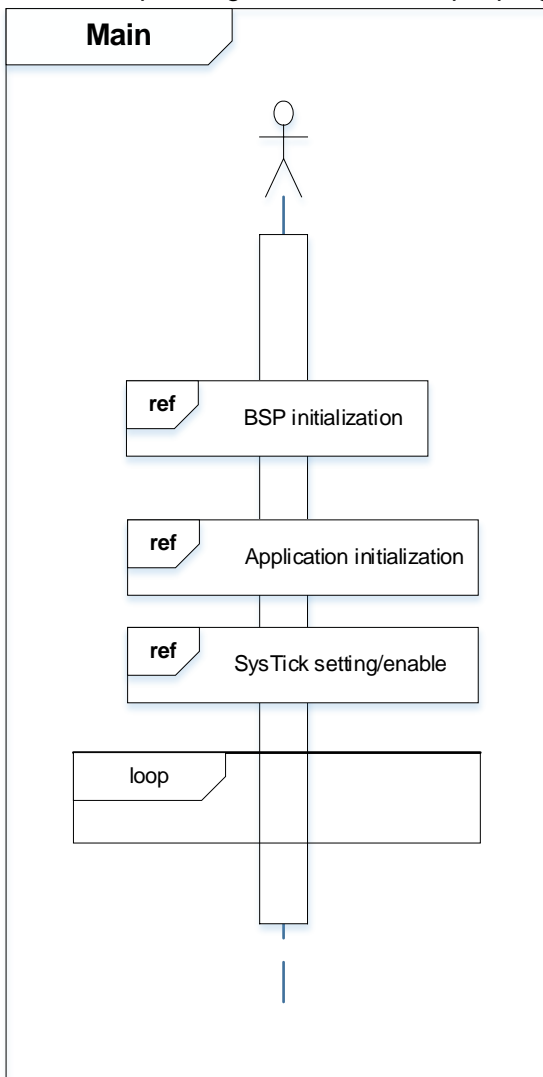 Main
ref
BSP initialization
ref
Application initialization
ref
SysTick setting/enable
loop